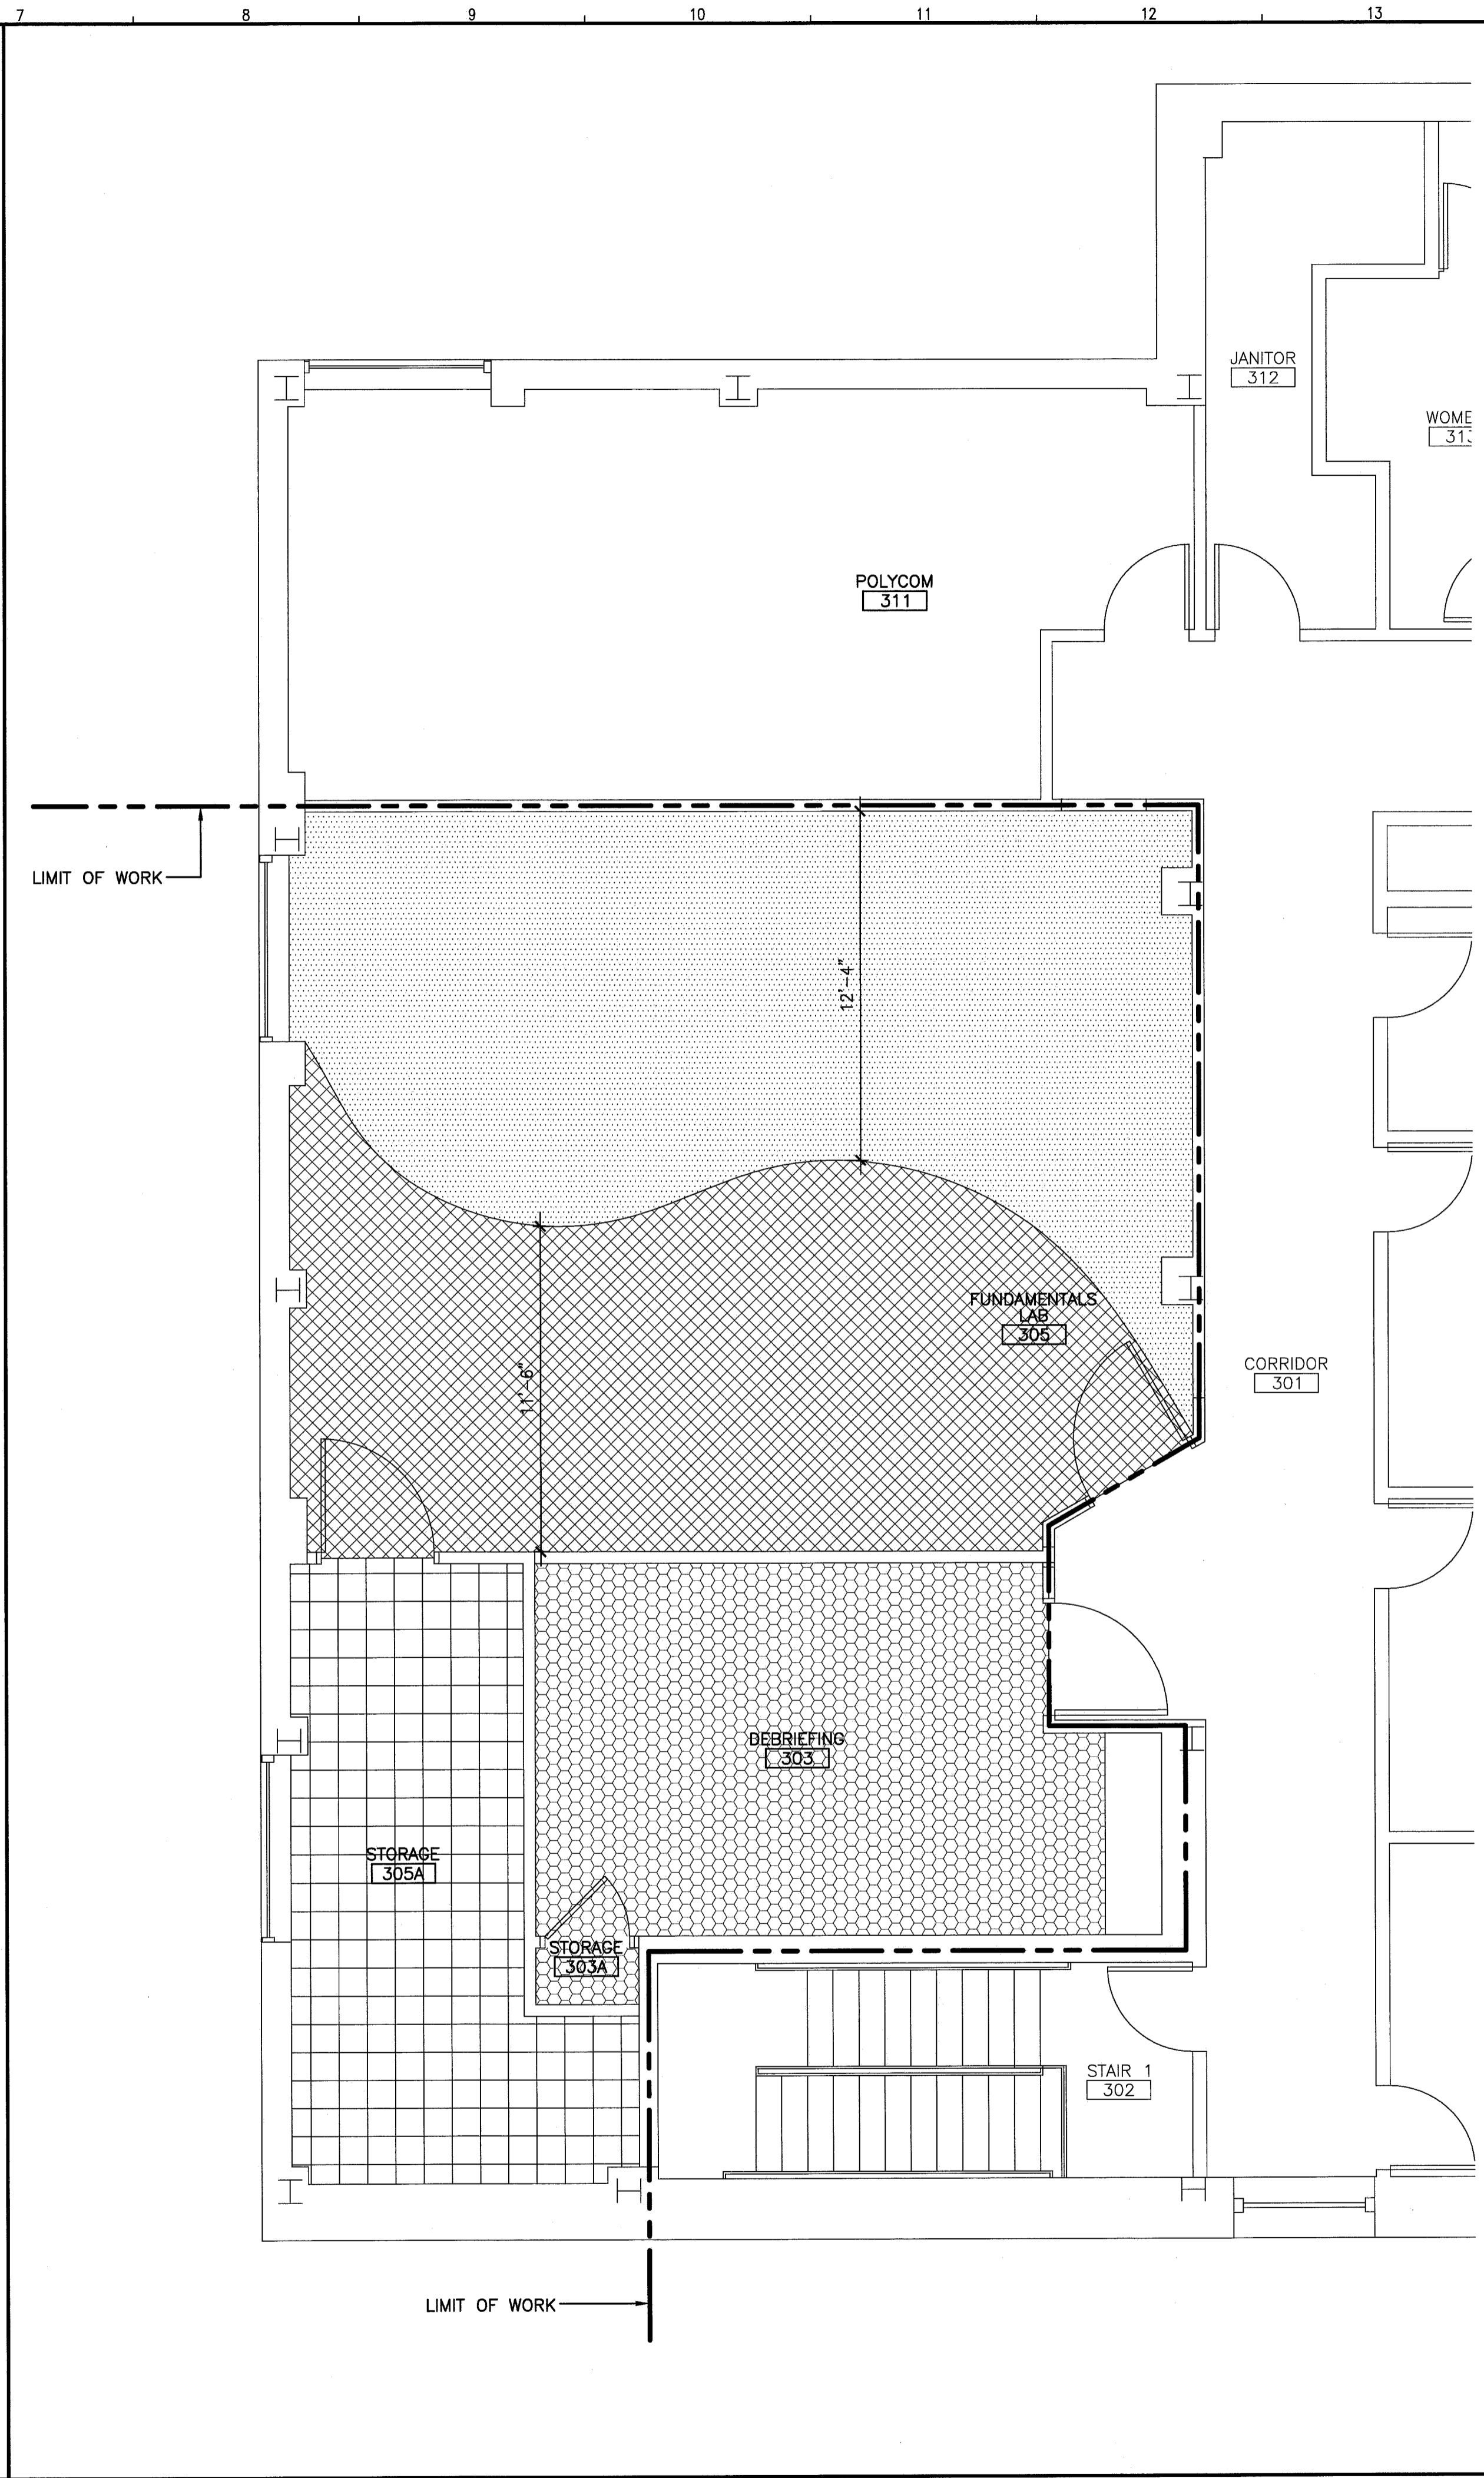 7 8 9 10 11 12 13
JANITOR
312
WOME
POLYCOM
311
LIMIT OF WORK
12'-4"
FUNDAMENTALS
LAB
305
11'-6"
CORRIDOR
301
DEBRIEFING
303
STORAGE
305A
STORAGE
303A
STAIR 1
302
LIMIT OF WORK